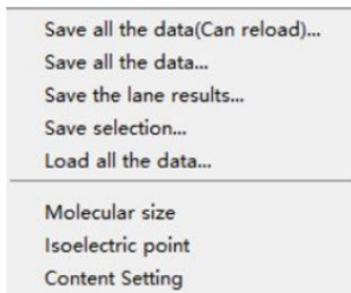 Save all the data(Can reload)...
Save all the data...
Save the lane results...
Save selection...
Load all the data...
Molecular size
Isoelectric point
Content Setting